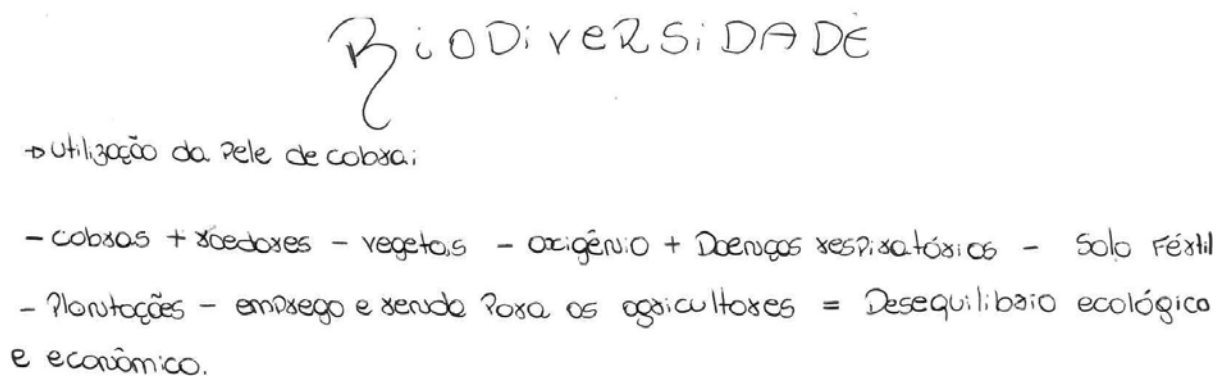 BiODiVERSiDADE
→ utilização da Pele de cobra;
- cobras + roedores - vegetais - oxigênio + Doenças resPiratórias - Solo Fértil
- Plantações - emprego e renda Para os agricultores = Desequilibrio ecológico
e econômico.